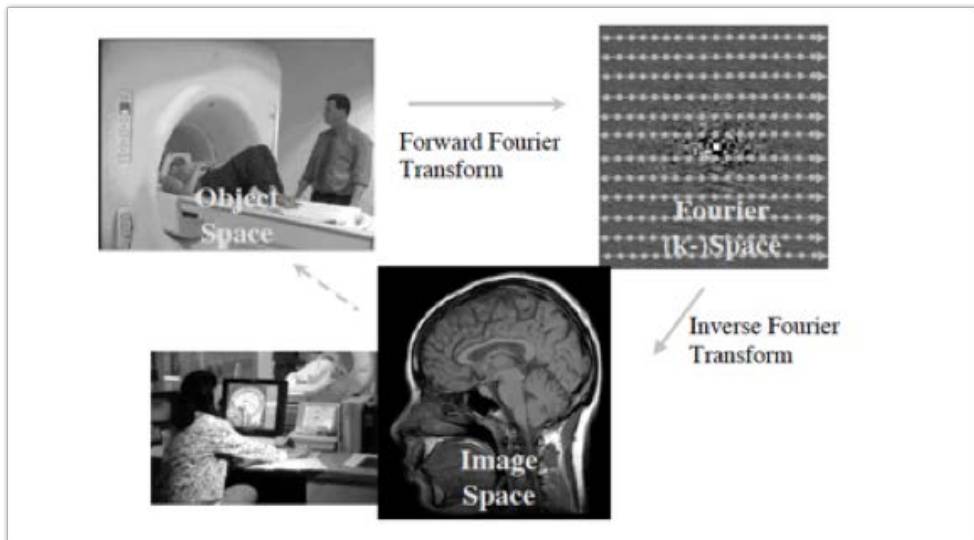 Object
Space
Forward Fourier
Transform
Fourier
(k-)Space
Inverse Fourier
Transform
Image
Space